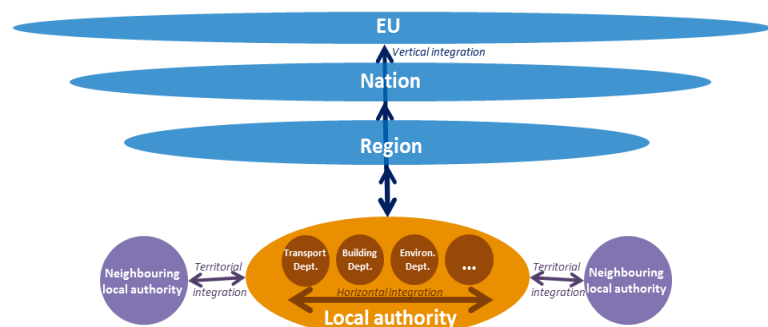 EU
Vertical integration
Nation
Region
Transport
Dept.
Building
Dept.
Environ.
Dept.
...
Neighbouring
local authority
Territorial
integration
Horizontal integration
Local authority
Territorial
integration
Neighbouring
local authority